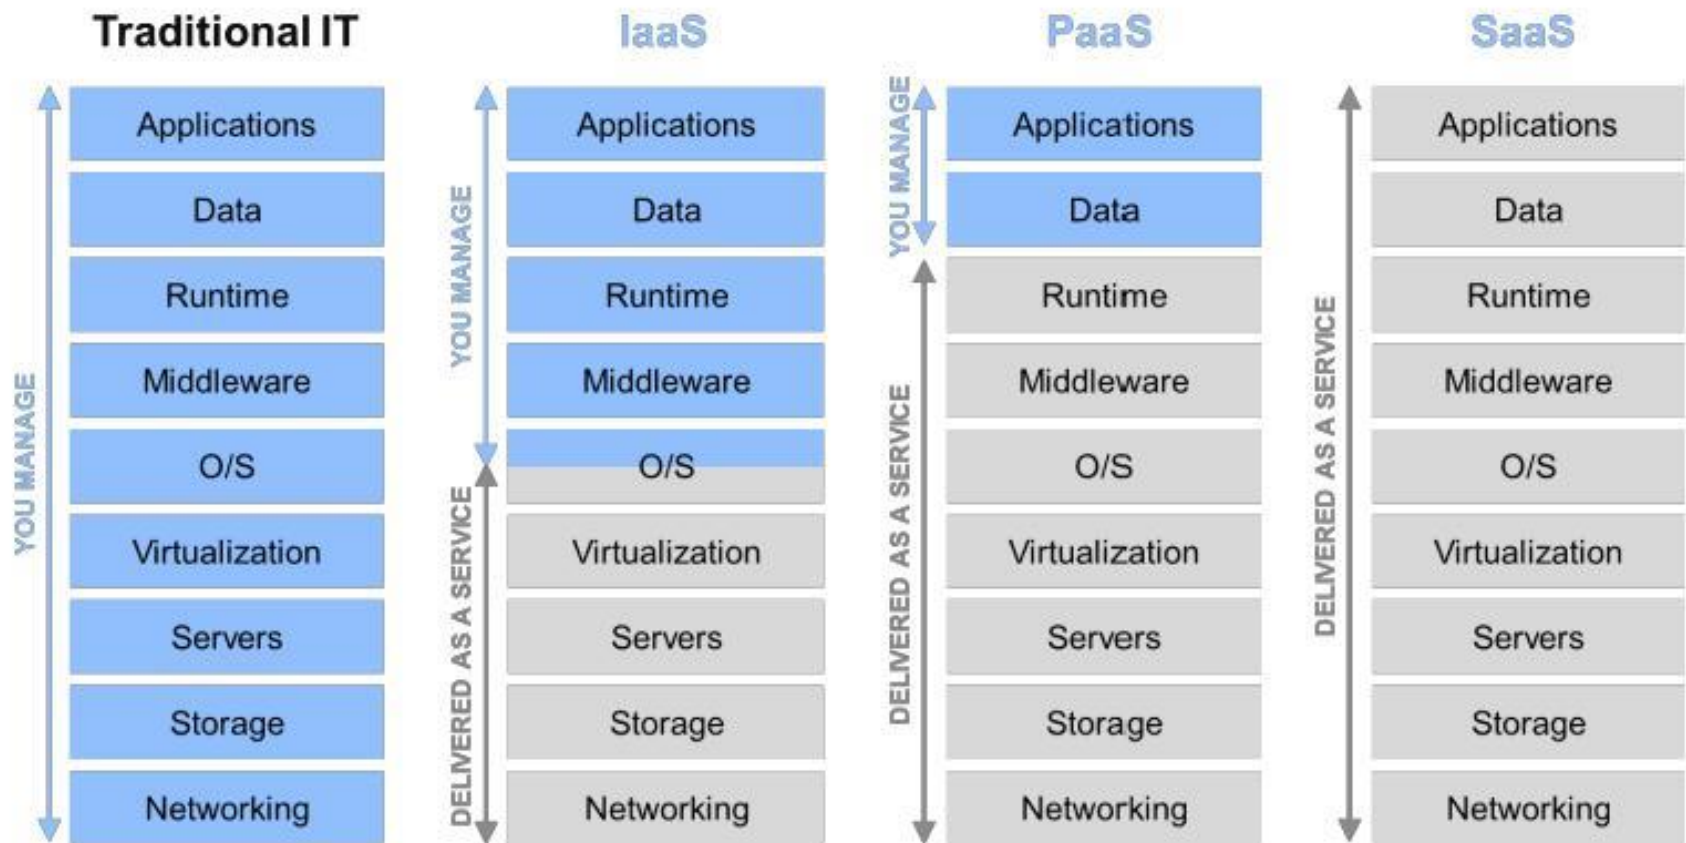 Traditional IT
YOU MANAGE
Applications
Data
Runtime
Middleware
O/S
Virtualization
Servers
Storage
Networking
IaaS
YOU MANAGE
DELIVERED AS A SERVICE
Applications
Data
Runtime
Middleware
O/S
Virtualization
Servers
Storage
Networking
PaaS
YOU MANAGE
DELIVERED AS A SERVICE
Applications
Data
Runtime
Middleware
O/S
Virtualization
Servers
Storage
Networking
SaaS
DELIVERED AS A SERVICE
Applications
Data
Runtime
Middleware
O/S
Virtualization
Servers
Storage
Networking